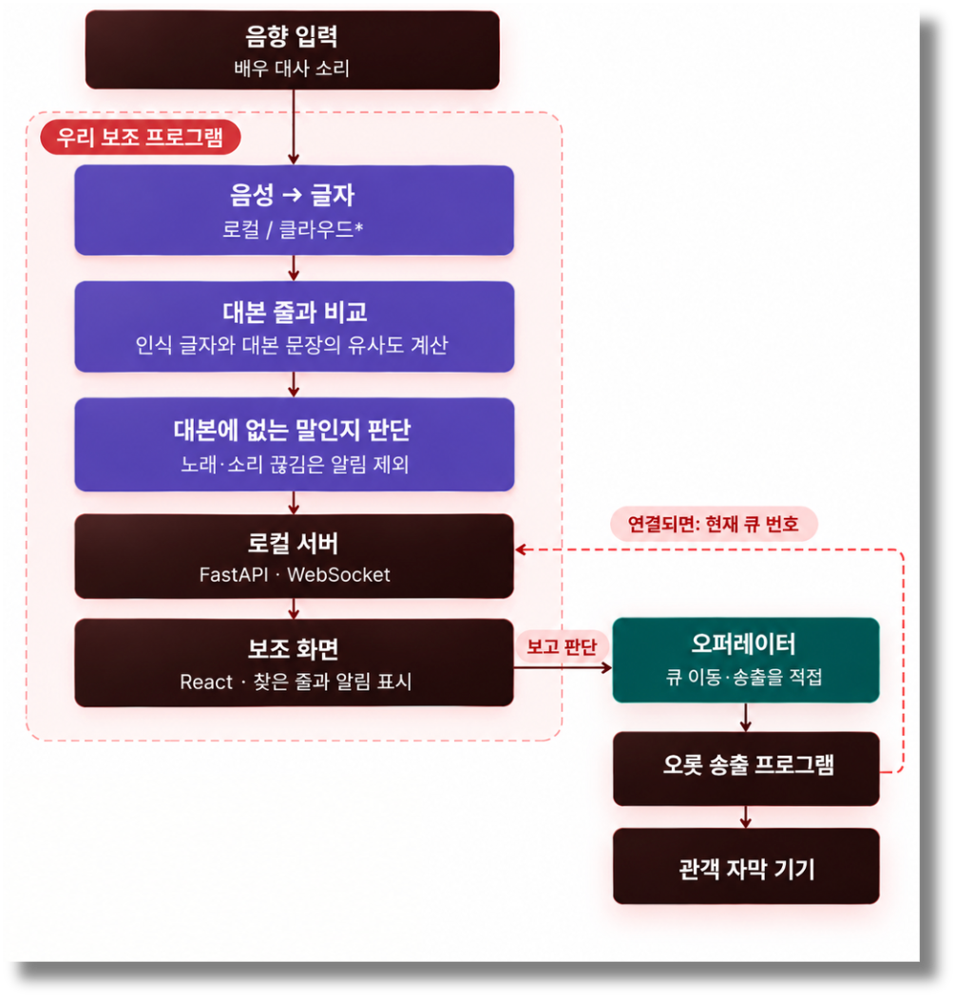 음향 입력
배우 대사 소리
우리 보조 프로그램
음성 → 글자
로컬 / 클라우드*
대본 줄과 비교
인식 글자와 대본 문장의 유사도 계산
대본에 없는 말인지 판단
노래·소리 끊김은 알림 제외
로컬 서버
FastAPI · WebSocket
연결되면: 현재 큐 번호
보조 화면
React · 찾은 줄과 알림 표시
보고 판단
오퍼레이터
큐 이동·송출을 적접
오롯 송출 프로그램
관객 자막 기기